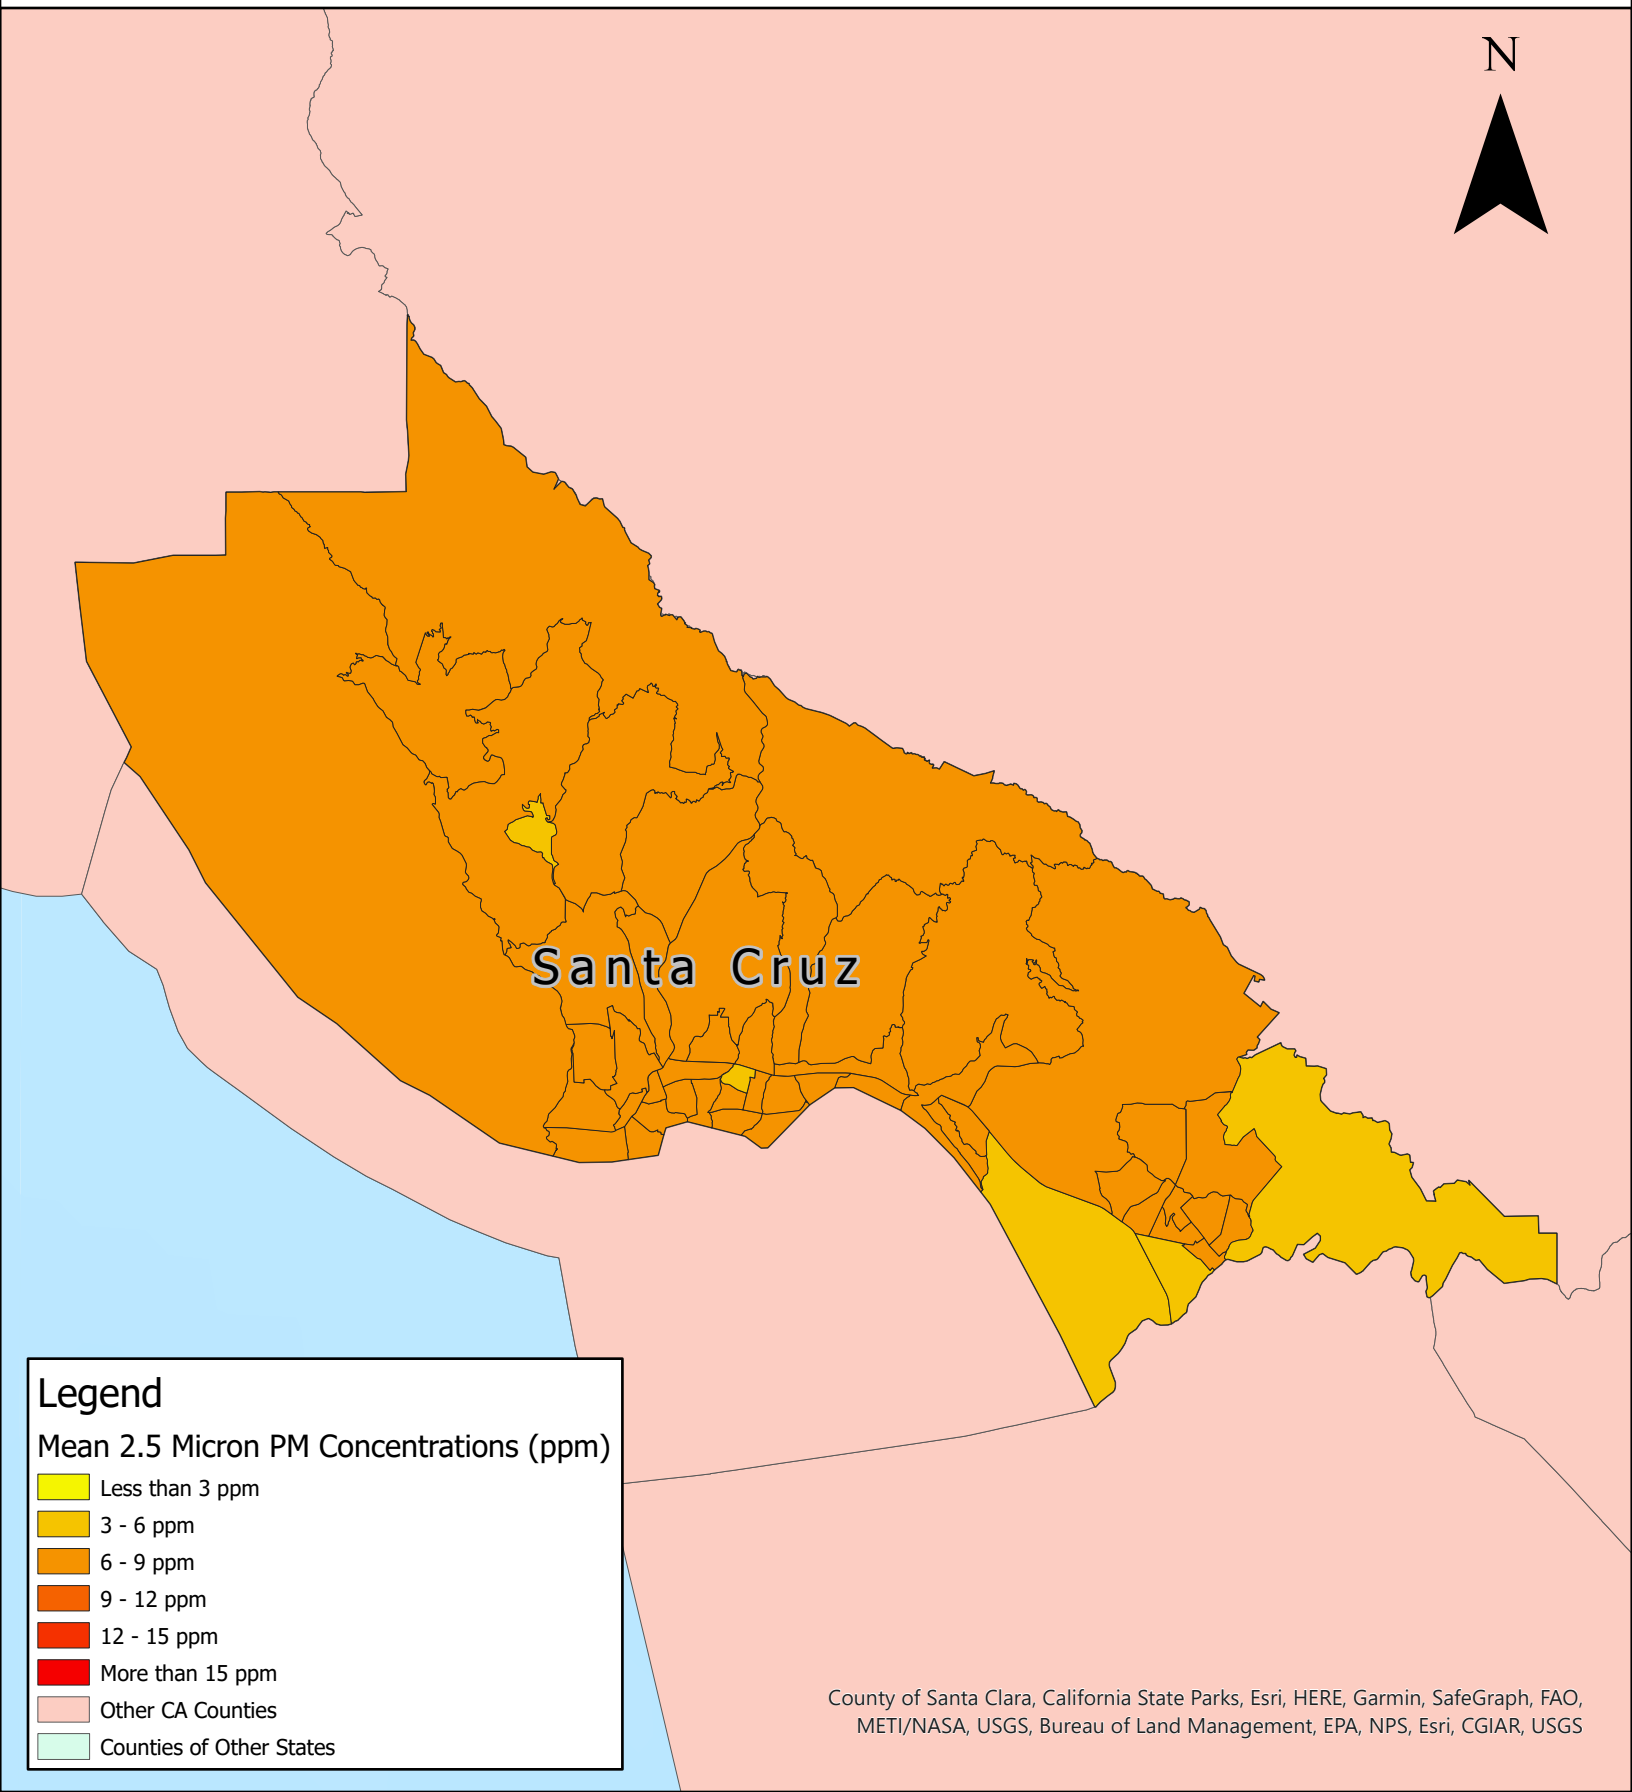 N
Santa Cruz
Legend
Mean 2.5 Micron PM Concentrations (ppm)
Less than 3 ppm
3 - 6 ppm
6 - 9 ppm
9 - 12 ppm
12 - 15 ppm
More than 15 ppm
Other CA Counties
Counties of Other States
County of Santa Clara, California State Parks, Esri, HERE, Garmin, SafeGraph, FAO,
METI/NASA, USGS, Bureau of Land Management, EPA, NPS, Esri, CGIAR, USGS